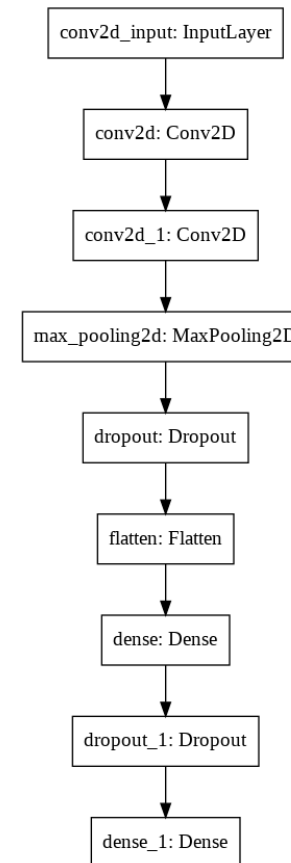 conv2d_input: InputLayer
conv2d: Conv2D
conv2d_1: Conv2D
max_pooling2d: MaxPooling2D
dropout: Dropout
flatten: Flatten
dense: Dense
dropout_1: Dropout
dense_1: Dense